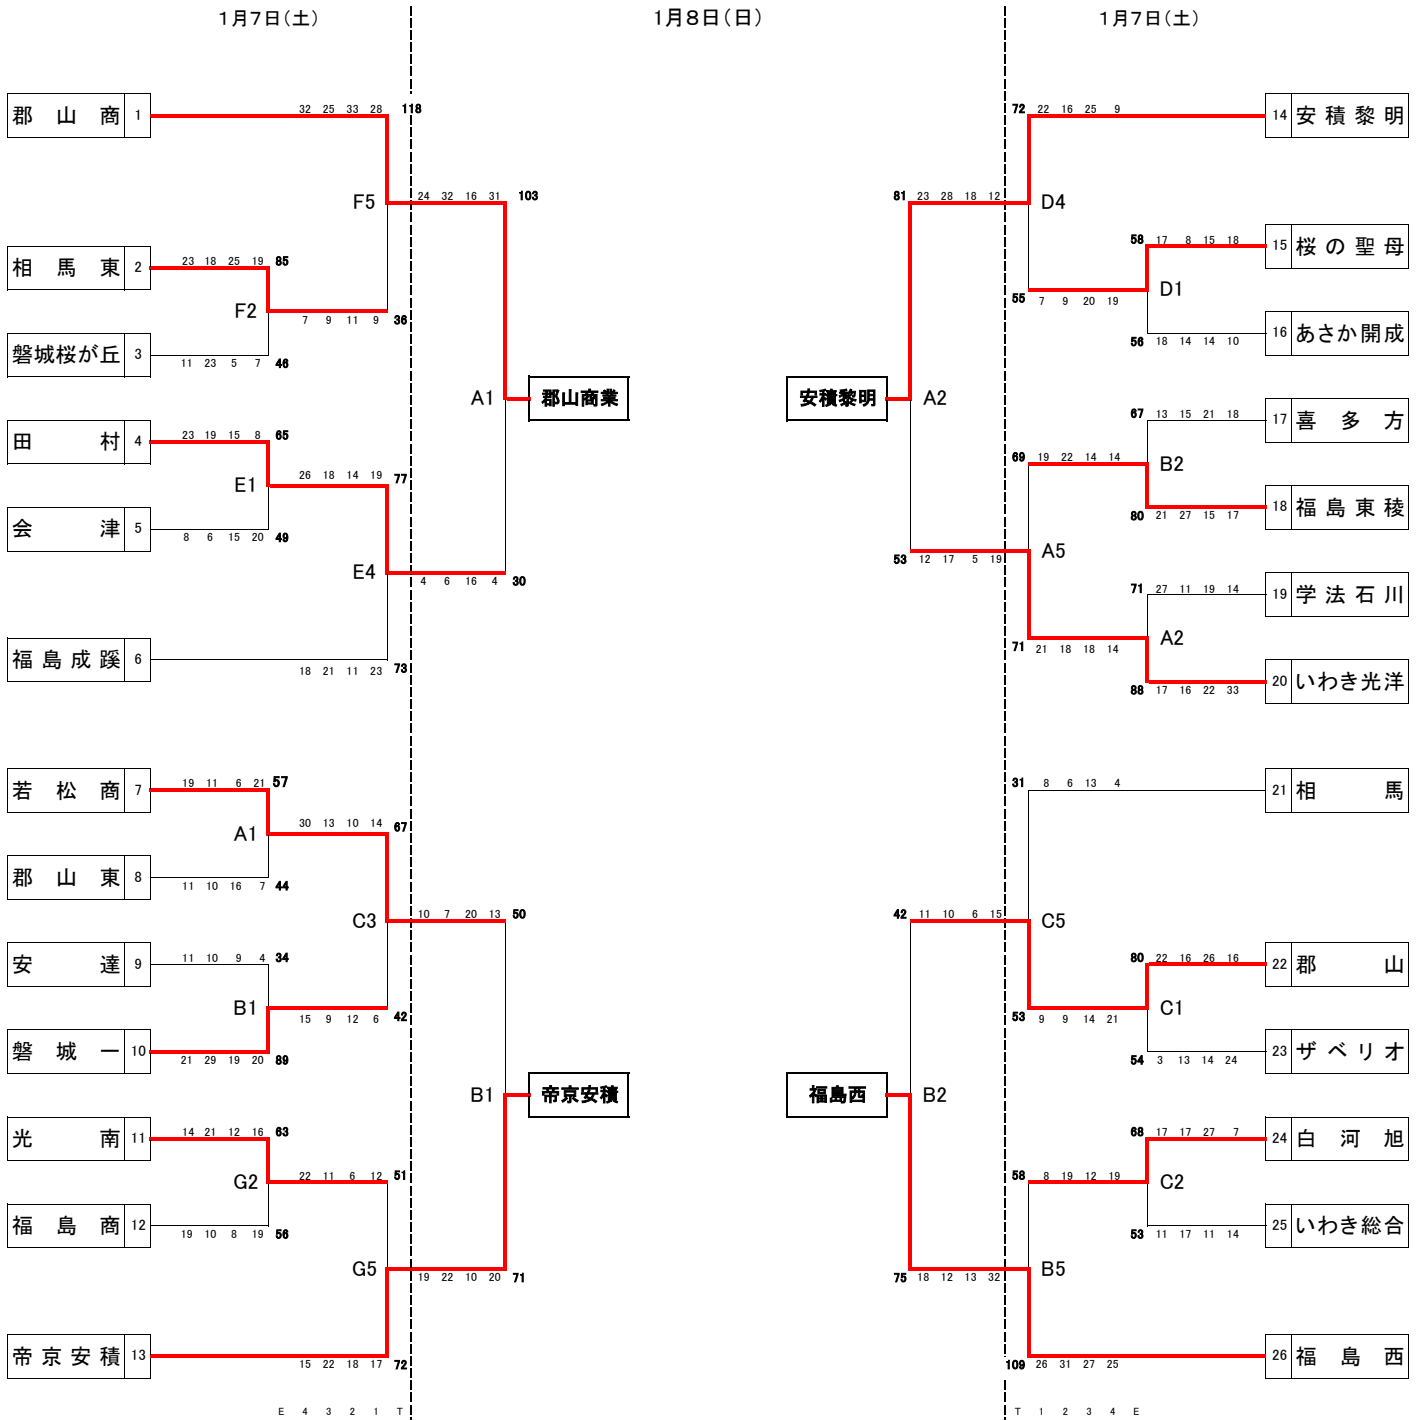 1月7日(土) 1月8日(日) 1月7日(土)
郡山商 1 32 25 33 28 118
F5
24 32 16 31 103
相馬東 2 23 18 25 19 85
F2
7 9 11 9 36
磐城桜が丘 3 11 23 5 7 46
A1 郡山商業
田村 4 23 19 15 8 65
E1
26 18 14 19 77
会津 5 8 6 15 20 49
E4
4 6 16 4 30
福島成蹊 6 18 21 11 23 73
若松商 7 19 11 6 21 57
A1
30 13 10 14 67
郡山東 8 11 10 16 7 44
C3
10 7 20 13 50
安達 9 11 10 9 4 34
B1
15 9 12 6 42
磐城一 10 21 29 19 20 89
B1 帝京安積
光南 11 14 21 12 16 63
G2
22 11 6 12 51
福島商 12 19 10 8 19 56
G5
19 22 10 20 71
帝京安積 13 15 22 18 17 72
E 4 3 2 1 T
72 22 16 25 9 14 安積黎明
81 23 28 18 12
D4
58 17 8 15 18 15 桜の聖母
D1
55 7 9 20 19
56 18 14 14 10 16 あさか開成
安積黎明 A2
67 13 15 21 18 17 喜多方
B2
69 19 22 14 14
80 21 27 15 17 18 福島東稜
A5
53 12 17 5 19
71 27 11 19 14 19 学法石川
A2
71 21 18 18 14
88 17 16 22 33 20 いわき光洋
31 8 6 13 4 21 相馬
42 11 10 6 15
C5
80 22 16 26 16 22 郡山
C1
53 9 9 14 21
54 3 13 14 24 23 ザベリオ
福島西 B2
68 17 17 27 7 24 白河旭
C2
58 8 19 12 19
53 11 17 11 14 25 いわき総合
B5
75 18 12 13 32
109 26 31 27 25 26 福島西
T 1 2 3 4 E